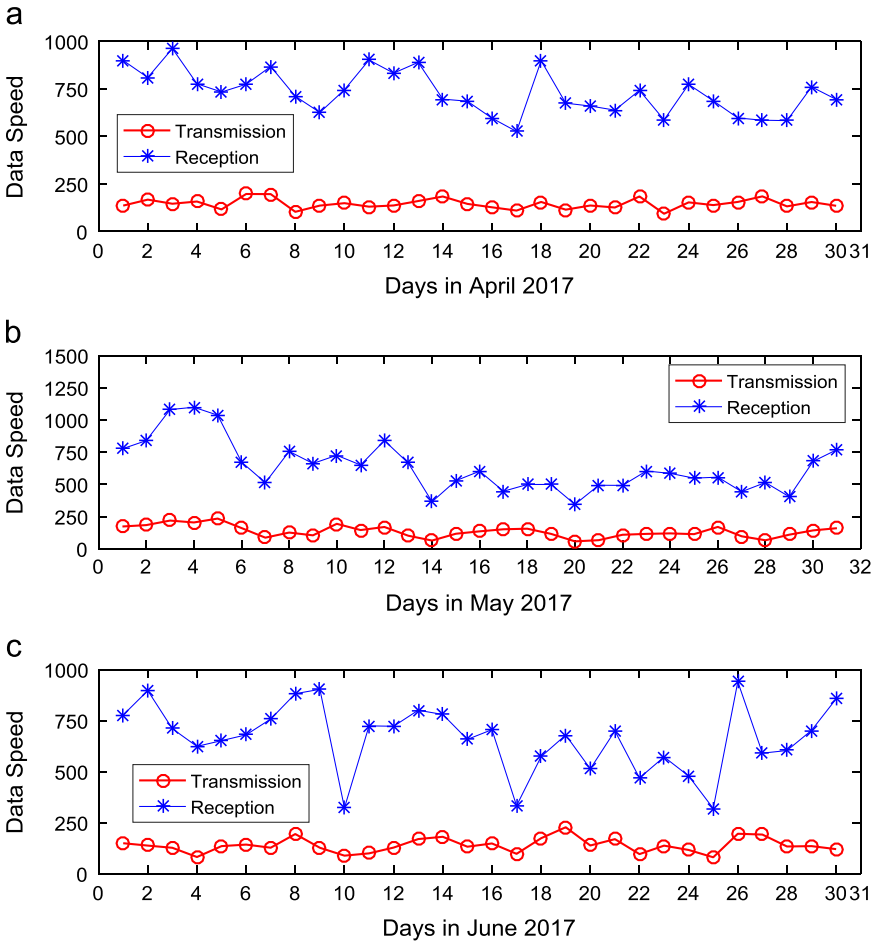 a
1000
750
500
250
0
Data Speed
Transmission
Reception
0 2 4 6 8 10 12 14 16 18 20 22 24 26 28 30 31
Days in April 2017
b
1500
1250
1000
750
500
250
0
Data Speed
Transmission
Reception
0 2 4 6 8 10 12 14 16 18 20 22 24 26 28 30 32
Days in May 2017
c
1000
750
500
250
0
Data Speed
Transmission
Reception
0 2 4 6 8 10 12 14 16 18 20 22 24 26 28 30 31
Days in June 2017